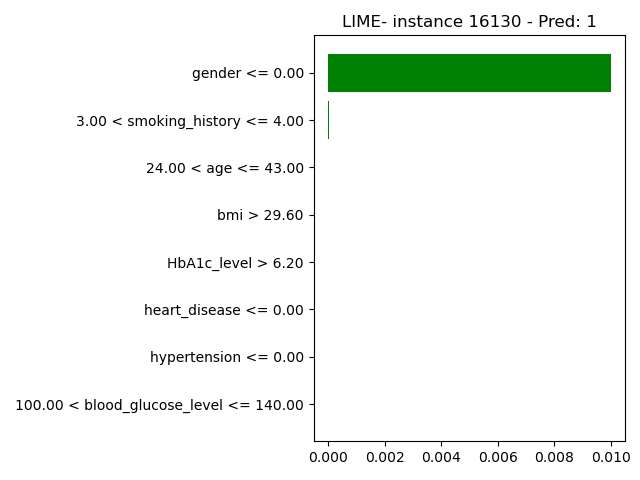 LIME- instance 16130 - Pred: 1
gender <= 0.00
3.00 < smoking_history <= 4.00
24.00 < age <= 43.00
bmi > 29.60
HbA1c_level > 6.20
heart_disease <= 0.00
hypertension <= 0.00
100.00 < blood_glucose_level <= 140.00
0.000 0.002 0.004 0.006 0.008 0.010